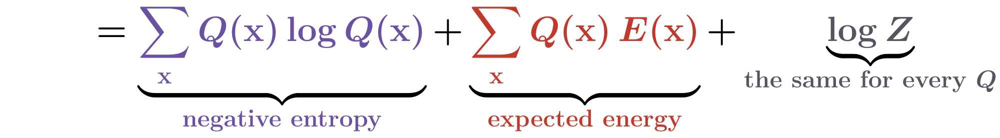 = ∑ Q(x) log Q(x) + ∑ Q(x) E(x) + log Z
x x
the same for every Q
negative entropy expected energy